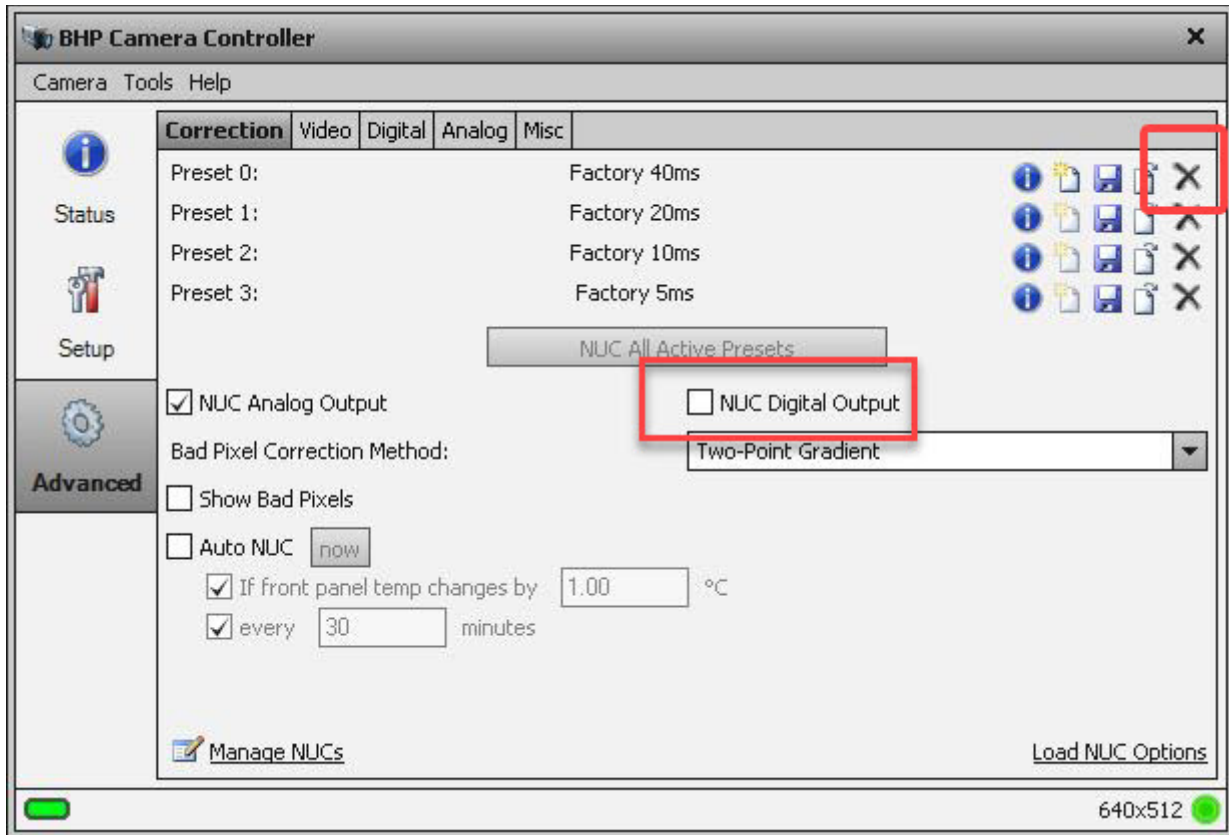 BHP Camera Controller
Camera Tools Help
Correction Video Digital Analog Misc
Status
Setup
Advanced
Preset 0: Factory 40ms
Preset 1: Factory 20ms
Preset 2: Factory 10ms
Preset 3: Factory 5ms
NUC All Active Presets
NUC Analog Output NUC Digital Output
Bad Pixel Correction Method: Two-Point Gradient
Show Bad Pixels
Auto NUC now
If front panel temp changes by 1.00 °C
every 30 minutes
Manage NUCs Load NUC Options
640x512